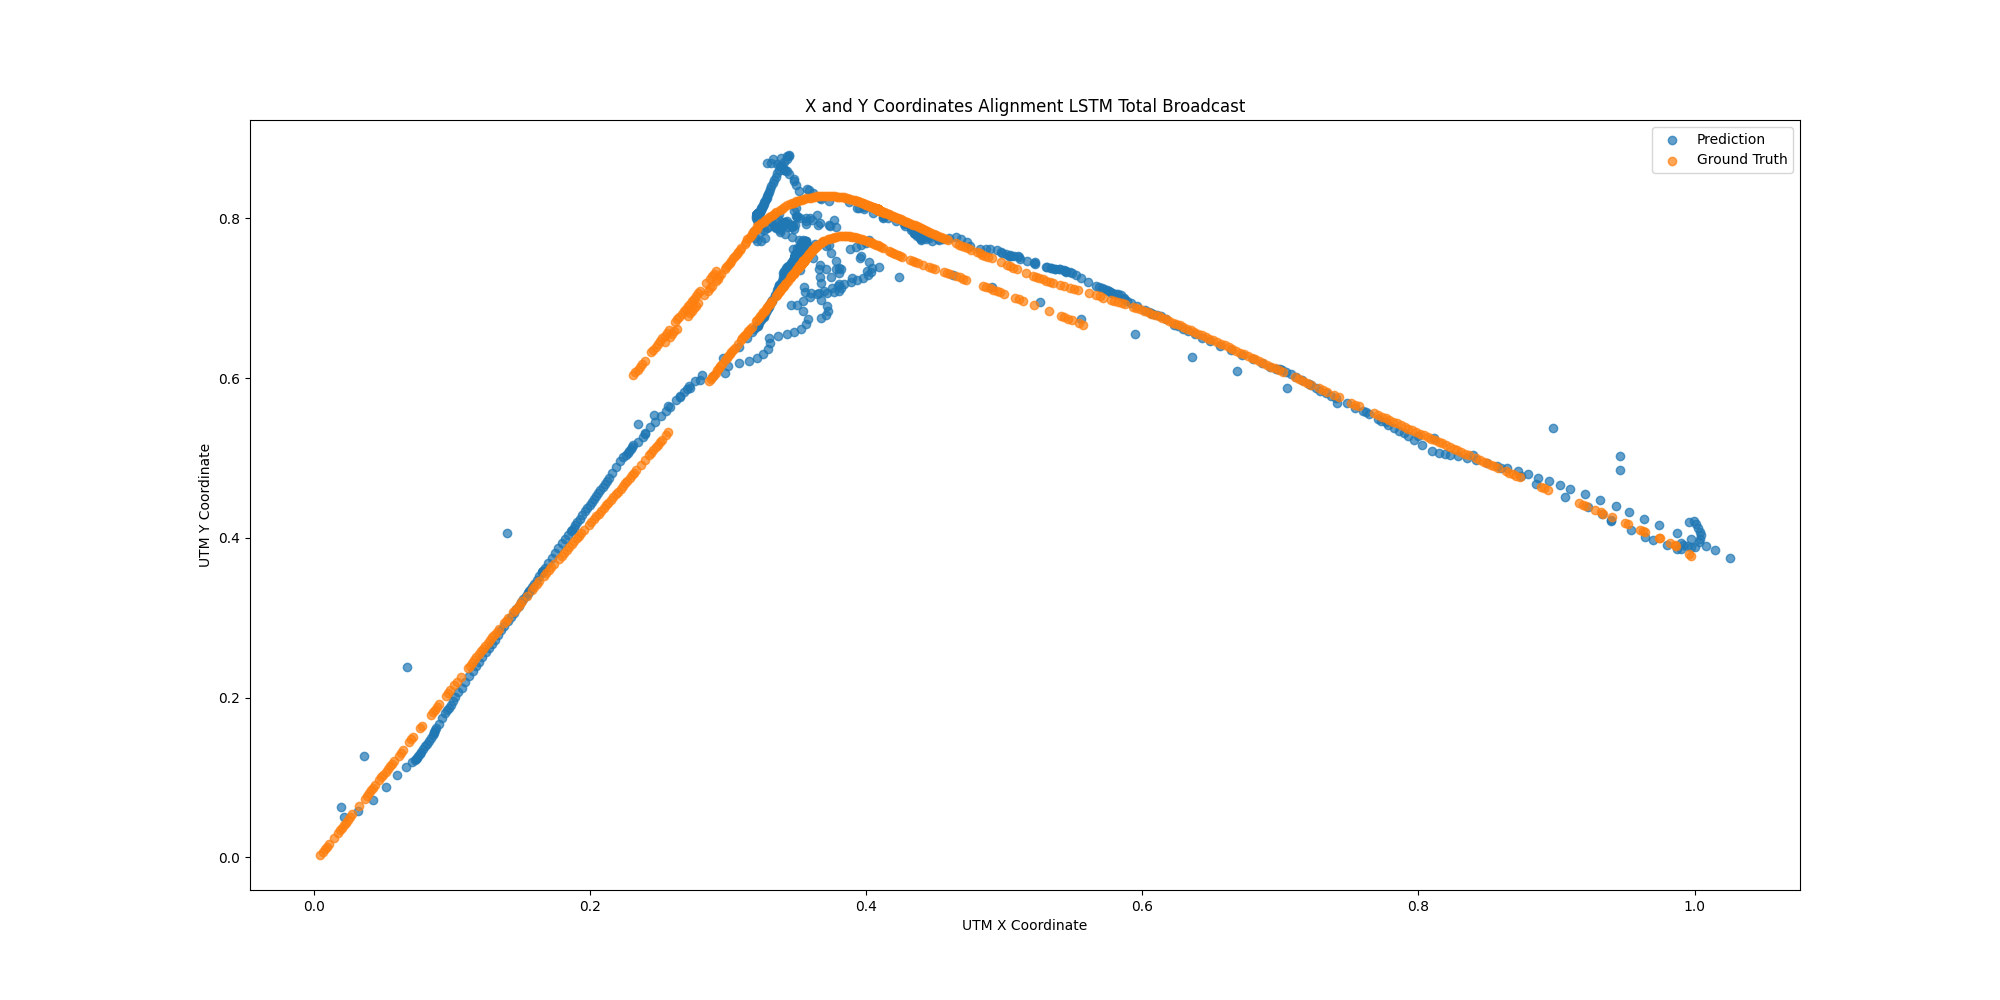 X and Y Coordinates Alignment LSTM Total Broadcast
Prediction
Ground Truth
UTM Y Coordinate
0.8
0.6
0.4
0.2
0.0
0.0 0.2 0.4 0.6 0.8 1.0
UTM X Coordinate